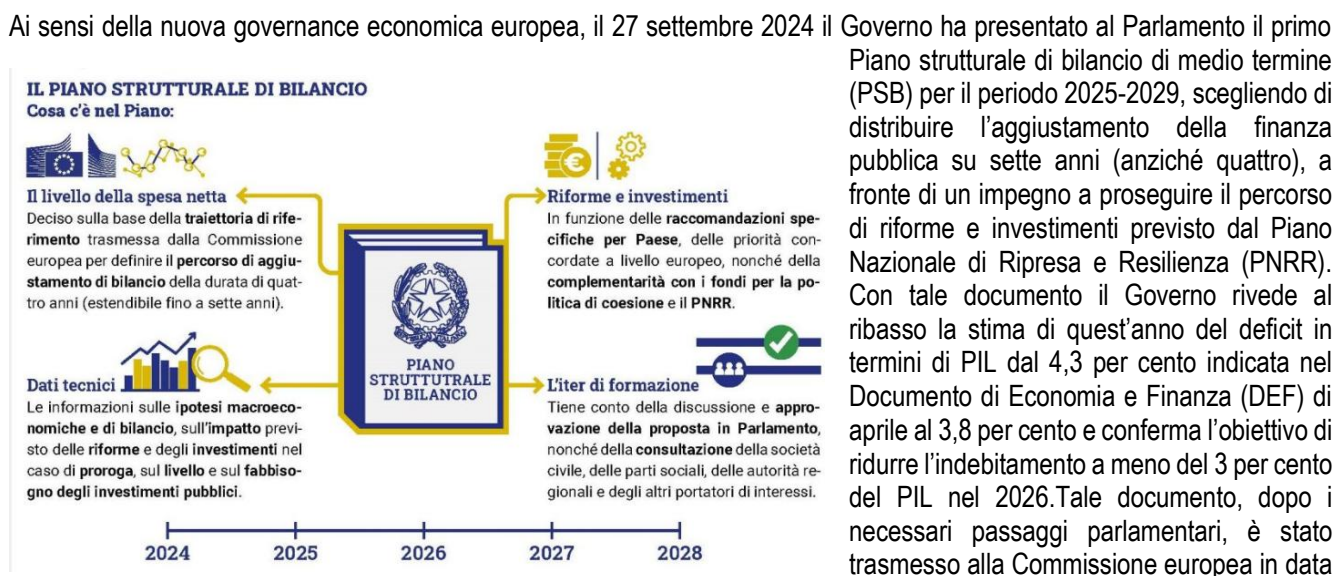 Ai sensi della nuova governance economica europea, il 27 settembre 2024 il Governo ha presentato al Parlamento il primo
Piano strutturale di bilancio di medio termine
(PSB) per il periodo 2025-2029, scegliendo di
distribuire l'aggiustamento della finanza
pubblica su sette anni (anziché quattro), a
fronte di un impegno a proseguire il percorso
di riforme e investimenti previsto dal Piano
Nazionale di Ripresa e Resilienza (PNRR).
Con tale documento il Governo rivede al
ribasso la stima di quest'anno del deficit in
termini di PIL dal 4,3 per cento indicata nel
Documento di Economia e Finanza (DEF) di
aprile al 3,8 per cento e conferma l'obiettivo di
ridurre l'indebitamento a meno del 3 per cento
del PIL nel 2026.Tale documento, dopo i
necessari passaggi parlamentari, è stato
trasmesso alla Commissione europea in data
IL PIANO STRUTTURALE DI BILANCIO
Cosa c'è nel Piano:
Il livello della spesa netta
Deciso sulla base della traiettoria di rife-
rimento trasmessa dalla Commissione
europea per definire il percorso di aggiu-
stamento di bilancio della durata di quat-
tro anni (estendibile fino a sette anni).
Riforme e investimenti
In funzione delle raccomandazioni spe-
cifiche per Paese, delle priorità con-
cordate a livello europeo, nonché della
complementarità con i fondi per la po-
litica di coesione e il PNRR.
Dati tecnici
Le informazioni sulle ipotesi macroeco-
nomiche e di bilancio, sull'impatto previ-
sto delle riforme e degli investimenti nel
caso di proroga, sul livello e sul fabbiso-
gno degli investimenti pubblici.
PIANO
STRUTTUTRALE
DI BILANCIO
L'iter di formazione
Tiene conto della discussione e appro-
vazione della proposta in Parlamento,
nonché della consultazione della società
civile, delle parti sociali, delle autorità re-
gionali e degli altri portatori di interessi.
2024 2025 2026 2027 2028